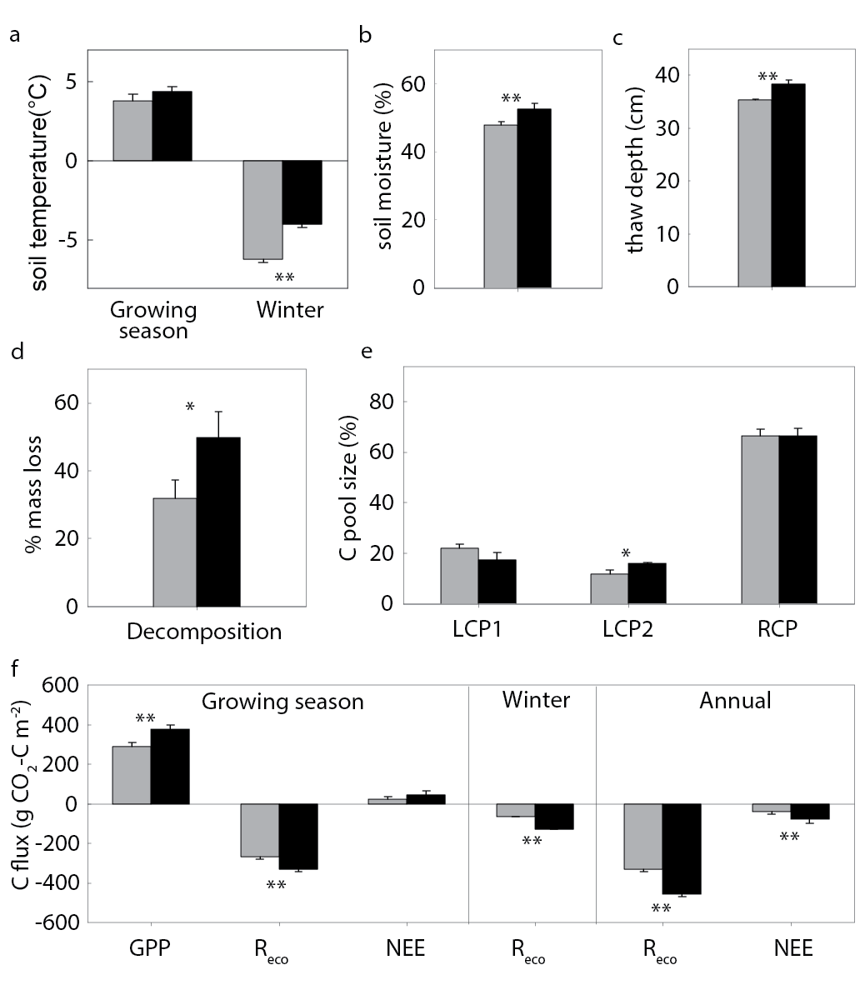 a
soil temperature(°C)
5
0
-5
**
Growing
season
Winter
b
soil moisture (%)
60
40
20
0
**
c
thaw depth (cm)
40
30
20
10
0
**
d
% mass loss
60
40
20
0
*
Decomposition
e
C pool size (%)
80
60
40
20
0
*
LCP1 LCP2 RCP
f
C flux (g CO2-C m-2)
600
400
200
0
-200
-400
-600
Growing season Winter Annual
**
**
**
**
**
GPP Reco NEE Reco Reco NEE